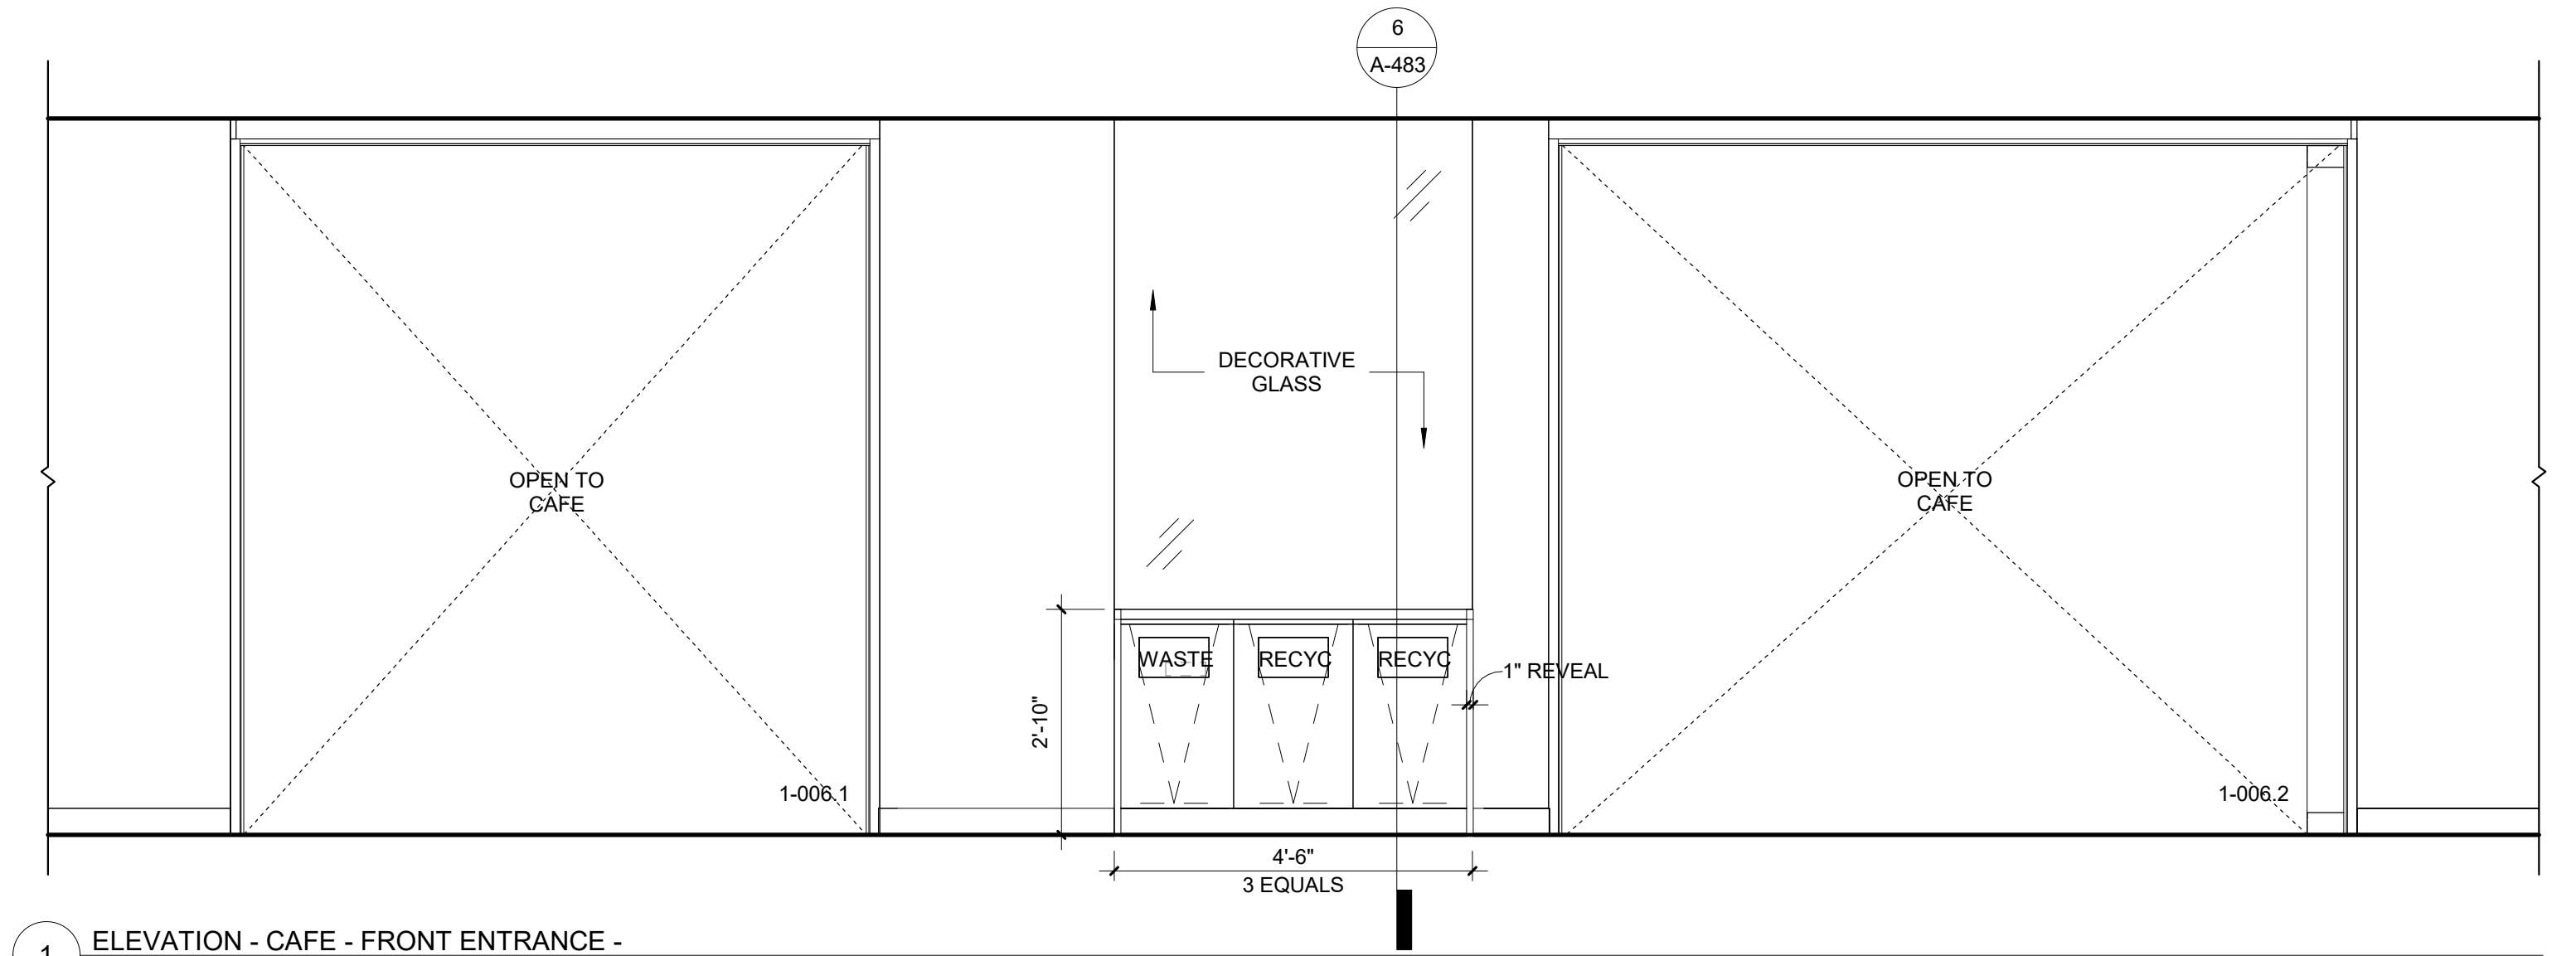 6
A-483
DECORATIVE
GLASS
OPEN TO
CAFE
OPEN TO
CAFE
WASTE
RECYC
RECYC
1" REVEAL
2'-10"
1-006.1
1-006.2
4'-6"
3 EQUALS
1
ELEVATION - CAFE - FRONT ENTRANCE -